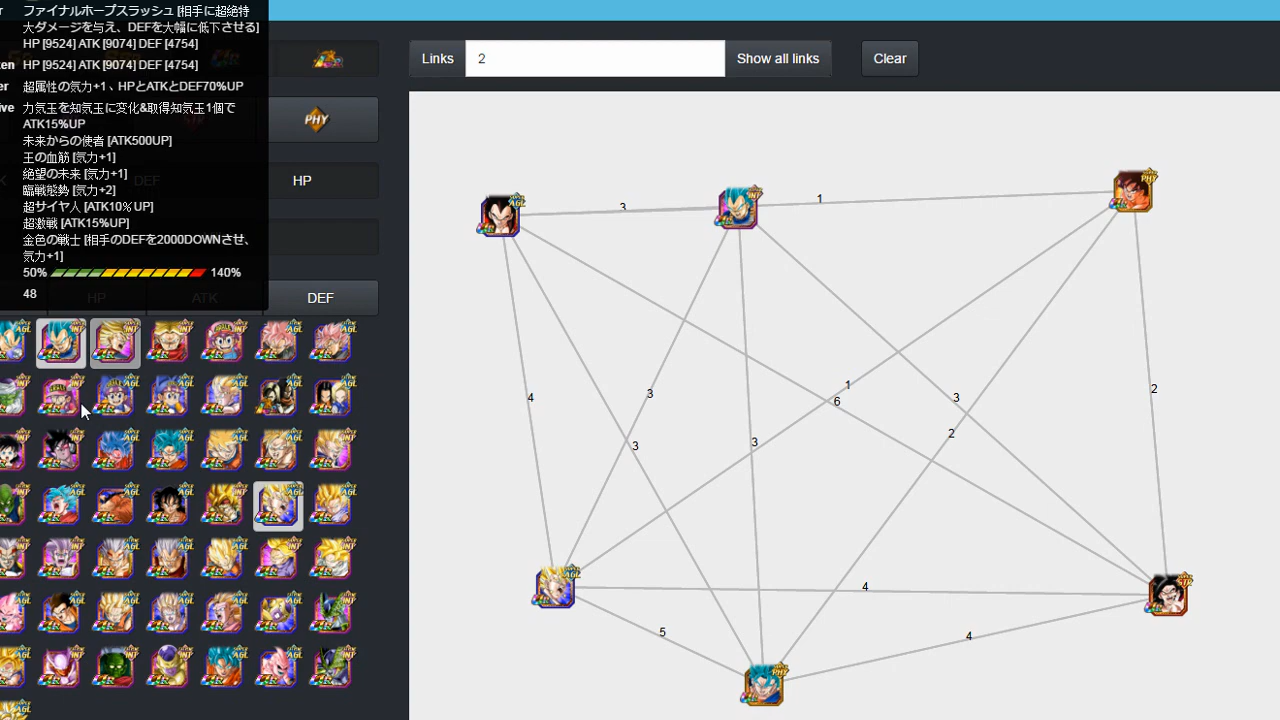 ファイナルホープスラッシュ [相手に超絶特
大ダメージを与え、DEFを大幅に低下させる]
HP [9524] ATK [9074] DEF [4754]
HP [9524] ATK [9074] DEF [4754]
超属性の気力+1、HPとATKとDEF70%UP
力気玉を知気玉に変化&取得知気玉1個で
ATK15%UP
未来からの使者 [ATK500UP]
王の血筋 [気力+1]
絶望の未来 [気力+1]
臨戦態勢 [気力+2]
超サイヤ人 [ATK10%UP]
超激戦 [ATK15%UP]
金色の戦士 [相手のDEFを2000DOWNさせ、
気力+1]
50% 140%
48
PHY
DEF HP
HP ATK DEF
Links 2 Show all links Clear
3
1
4
3
3
3
1
6
3
2
2
4
5
4